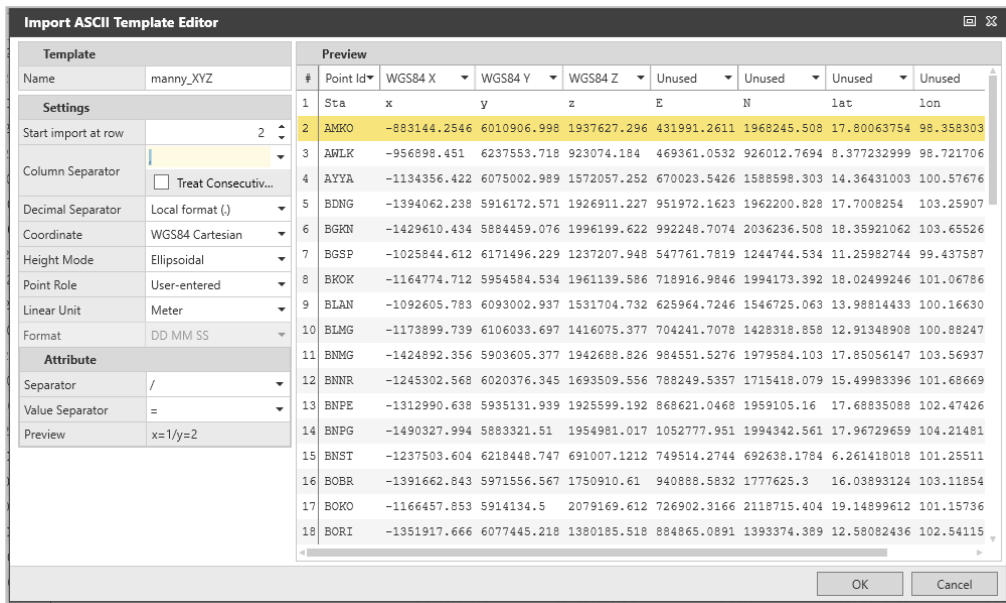 Import ASCII Template Editor
Template
Name manny_XYZ
Settings
Start import at row 2
Column Separator
Treat Consecutiv...
Decimal Separator Local format (.)
Coordinate WGS84 Cartesian
Height Mode Ellipsoidal
Point Role User-entered
Linear Unit Meter
Format DD MM SS
Attribute
Separator /
Value Separator =
Preview x=1/y=2
Preview
# Point Id WGS84 X WGS84 Y WGS84 Z Unused Unused Unused Unused
1 Sta x y z E N lat lon
2 AMKO -883144.2546 6010906.998 1937627.296 431991.2611 1968245.508 17.80063754 98.358303
3 AWLK -956898.451 6237553.718 923074.184 469361.0532 926012.7694 8.377232999 98.721706
4 AYYA -1134356.422 6075002.989 1572057.252 670023.5426 1588598.303 14.36431003 100.57676
5 BDNG -1394062.238 5916172.571 1926911.227 951972.1623 1962200.828 17.7008254 103.25907
6 BGKN -1429610.434 5884459.076 1996199.622 992248.7074 2036236.508 18.35921062 103.65526
7 BGSP -1025844.612 6171496.229 1237207.948 547761.7819 1244744.534 11.25982744 99.437587
8 BKOK -1164774.712 5954584.534 1961139.586 718916.9846 1994173.392 18.02499246 101.06786
9 BLAN -1092605.783 6093002.937 1531704.732 625964.7246 1546725.063 13.98814433 100.16630
10 BLMG -1173899.739 6106033.697 1416075.377 704241.7078 1428318.858 12.91348908 100.88247
11 BNMG -1424892.356 5903605.377 1942688.826 984551.5276 1979584.103 17.85056147 103.56937
12 BNNR -1245302.568 6020376.345 1693509.556 788249.5357 1715418.079 15.49983396 101.68669
13 BNPE -1312990.638 5935131.939 1925599.192 868621.0468 1959105.16 17.68835088 102.47426
14 BNPG -1490327.994 5883321.51 1954981.017 1052777.951 1994342.561 17.96729659 104.21481
15 BNST -1237503.604 6218448.747 691007.1212 749514.2744 692638.1784 6.261418018 101.25511
16 BOBR -1391662.843 5971556.567 1750910.61 940888.5832 1777625.3 16.03893124 103.11854
17 BOKO -1166457.853 5914134.5 2079169.612 726902.3166 2118715.404 19.14899612 101.15736
18 BORI -1351917.666 6077445.218 1380185.518 884865.0891 1393374.389 12.58082436 102.54115
OK Cancel